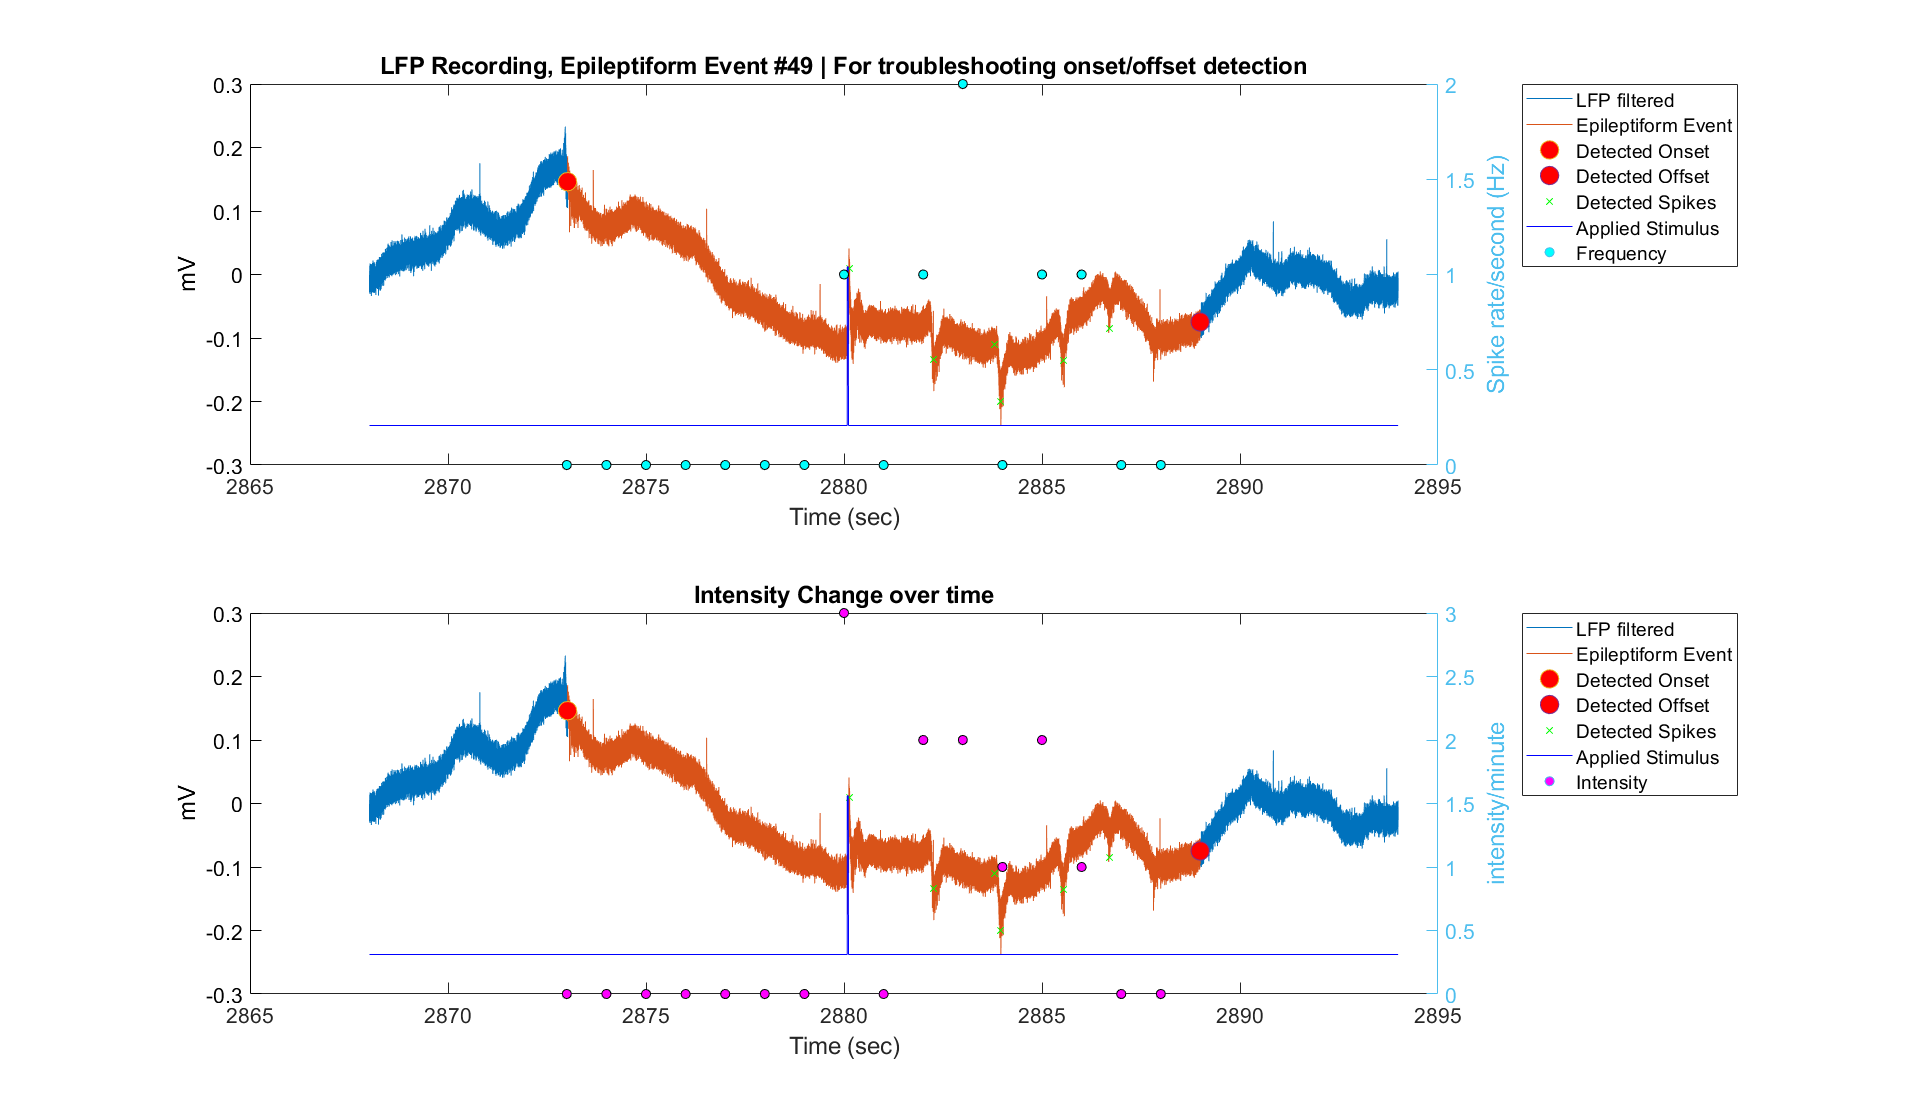 LFP Recording, Epileptiform Event #49 | For troubleshooting onset/offset detection
0.3
0.2
0.1
0
-0.1
-0.2
-0.3
mV
2865
2870
2875
2880
2885
2890
2895
Time (sec)
2
1.5
1
0.5
0
Spike rate/second (Hz)
LFP filtered
Epileptiform Event
Detected Onset
Detected Offset
Detected Spikes
Applied Stimulus
Frequency
Intensity Change over time
0.3
0.2
0.1
0
-0.1
-0.2
-0.3
mV
2865
2870
2875
2880
2885
2890
2895
Time (sec)
3
2.5
2
1.5
1
0.5
0
intensity/minute
LFP filtered
Epileptiform Event
Detected Onset
Detected Offset
Detected Spikes
Applied Stimulus
Intensity